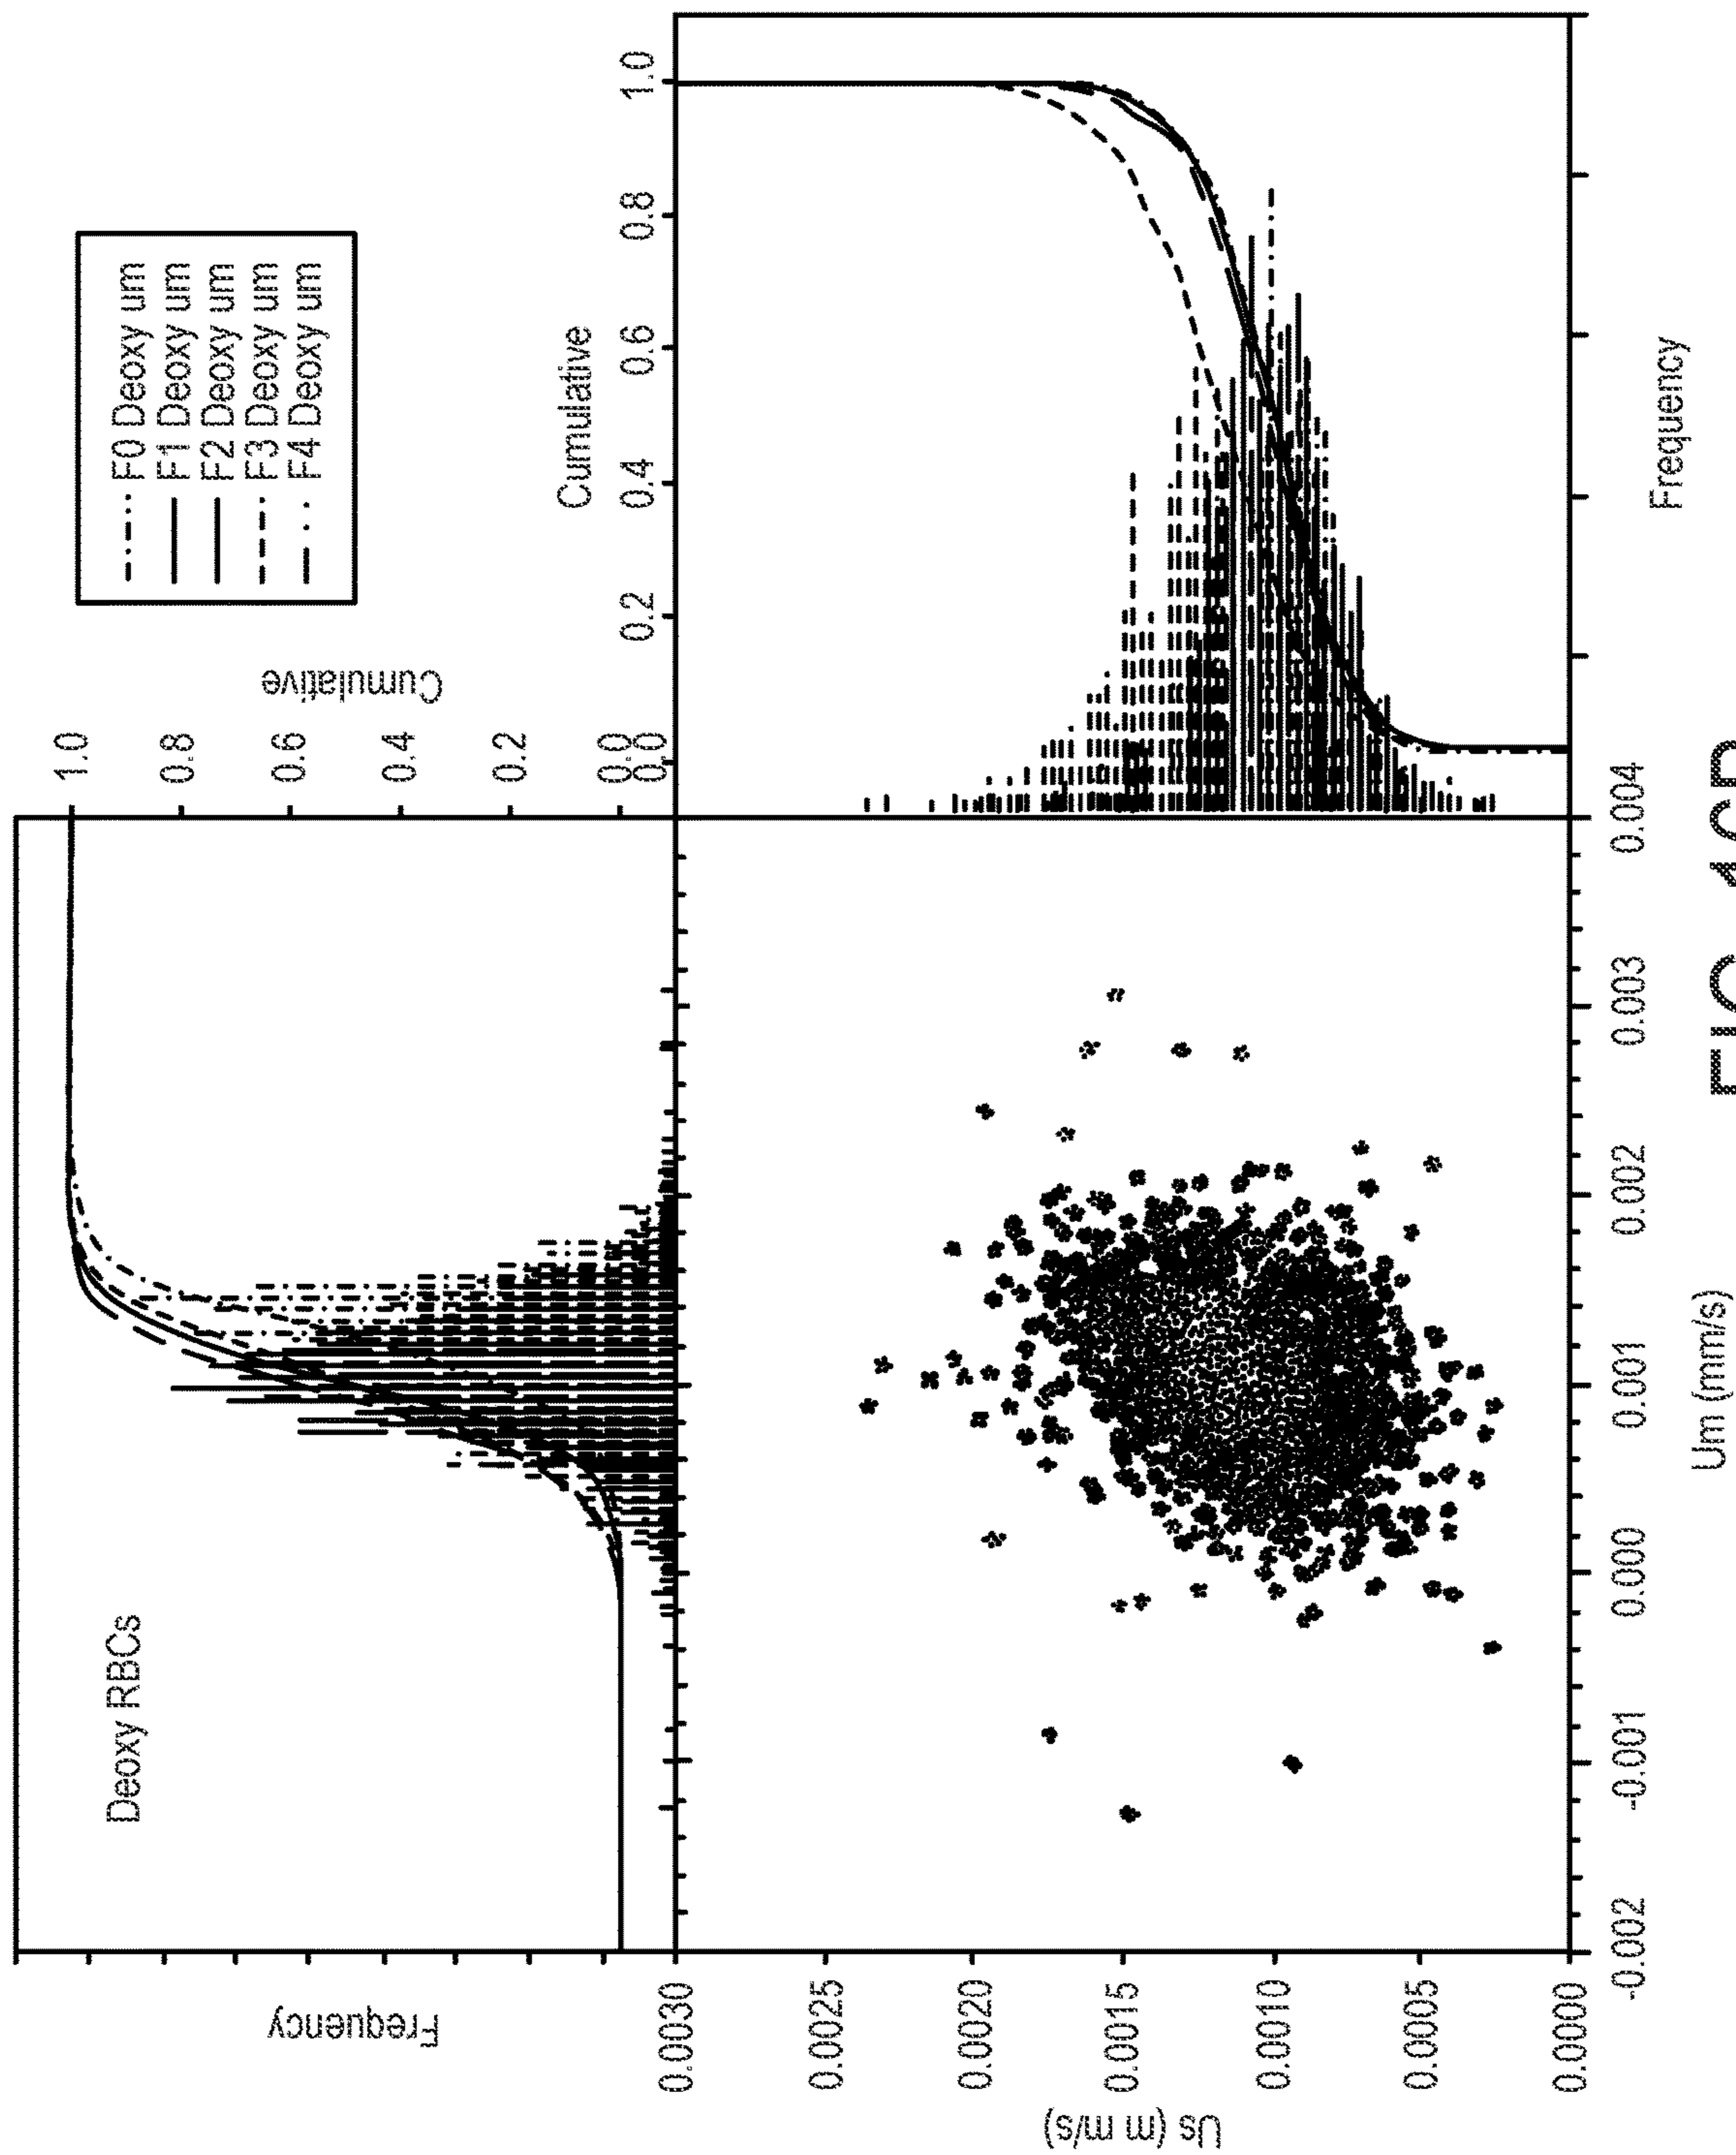 Deoxy RBCs
Frequency
Cumulative
1.0
0.8
0.6
0.4
0.2
0.0
F0 Deoxy um
F1 Deoxy um
F2 Deoxy um
F3 Deoxy um
F4 Deoxy um
Cumulative
0.0
0.2
0.4
0.6
0.8
1.0
Us (m m/s)
0.0030
0.0025
0.0020
0.0015
0.0010
0.0005
0.0000
-0.002
-0.001
0.000
0.001
0.002
0.003
0.004
Um (mm/s)
Frequency